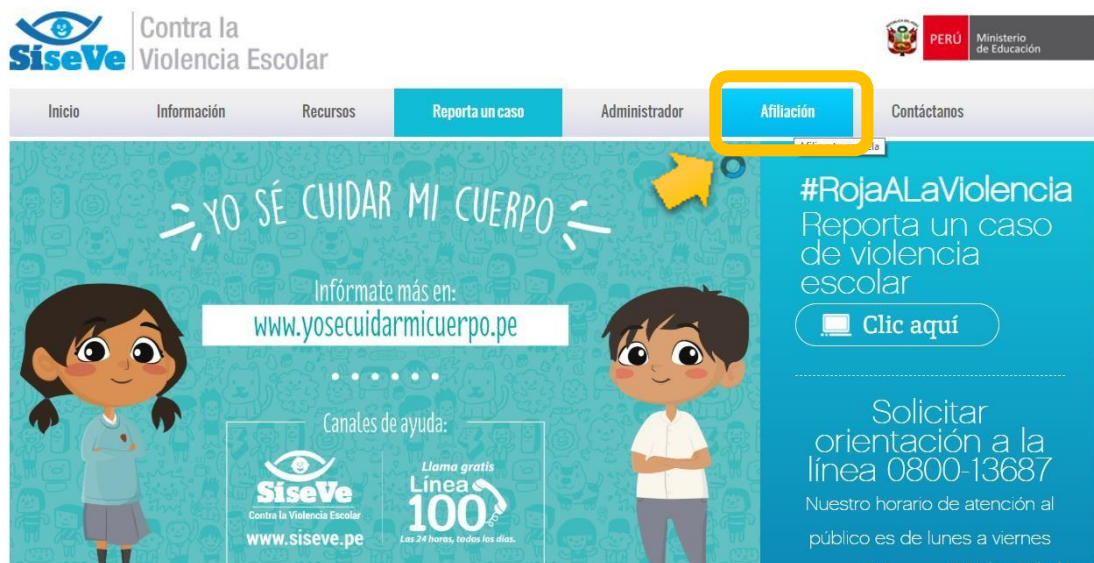 SíseVe
Contra la
Violencia Escolar
PERÚ
Ministerio
de Educación
Inicio
Información
Recursos
Reporta un caso
Administrador
Afiliación
Contáctanos
YO SÉ CUIDAR MI CUERPO
Infórmate más en:
www.yosecuidarmicuerpo.pe
Canales de ayuda:
SíseVe
Contra la Violencia Escolar
www.siseve.pe
Llama gratis
Línea
100
Las 24 horas, todos los días.
#RojaALaViolencia
Reporta un caso
de violencia
escolar
Clic aquí
Solicitar
orientación a la
línea 0800-13687
Nuestro horario de atención al
público es de lunes a viernes